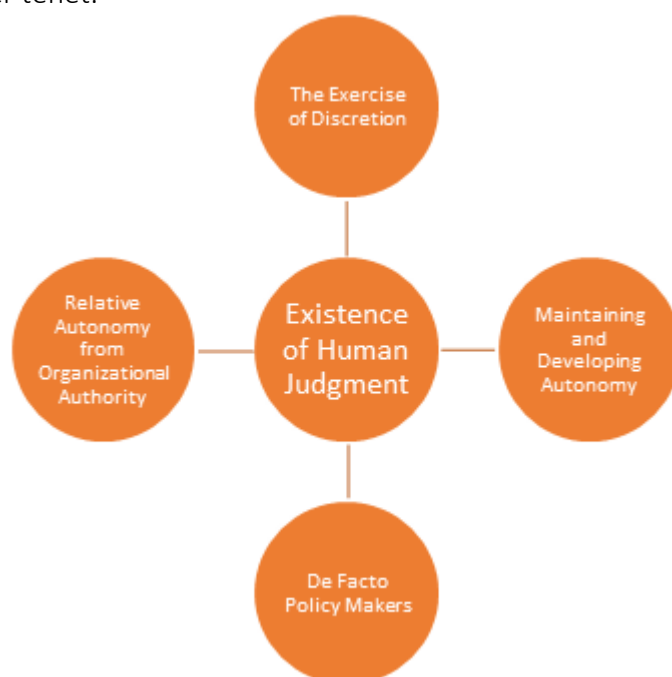 tenet.
The Exercise
of Discretion
Relative
Autonomy
from
Organizational
Authority
Existence
of Human
Judgment
Maintaining
and
Developing
Autonomy
De Facto
Policy Makers